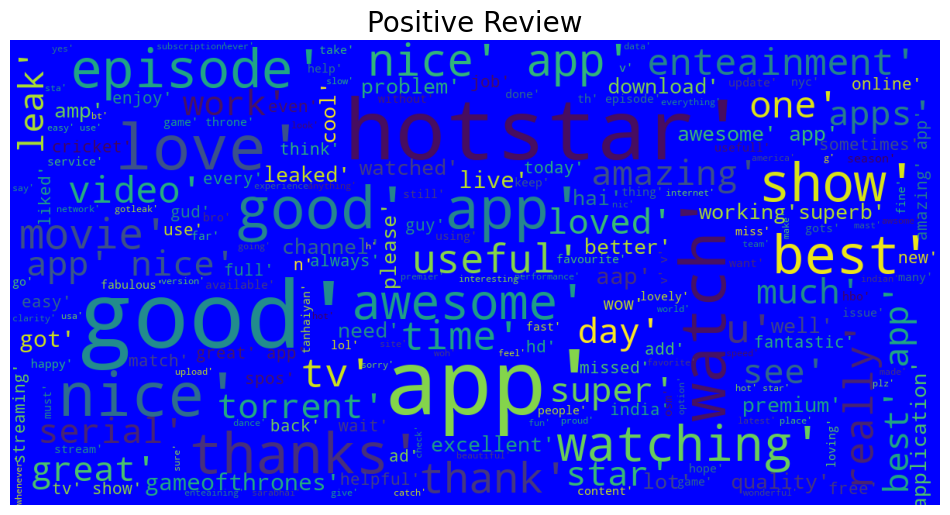 Positive Review
subscription' never'
yes'
take'
data'
leak'
episode'
nice'
app'
enteainment'
help'
v'
slow'
sta'
enjoy'
work'
even'
cool'
problem'
job'
done'
without'
th'
episode'
download'
update'
nyc'
online'
everything'
amp
bt'
love'
hotstar'
one'
apps'
easy'
use'
game'
throne'
cricket'
think'
awesome'
app'
sometimes'
service'
every'
leaked'
watched'
live'
today'
amazing'
america'
g'
season'
show'
app'
amazing'
liked'
video'
experience
anything'
still'
keep'
hai'
thing'
internet'
nic'
say'
gud'
bro'
good'
app'
loved'
working'
superb'
fine'
network'
gotleak'
use'
far'
guy'
using'
miss'
gots'
mast'
movie'
going'
channel'
h'
please'
useful'
better'
team'
make'
best'
new'
app'
nice'
full'
always'
n'
favourite'
want'
indian'
many'
go
fabulous
version'
available'
interesting
performance'
premier'
aap'
much'
clarity'
usa'
easy'
good'
awesome'
wow'
lovely'
world'
issue'
got'
tanhaiyan'
need'
time'
fast'
hd'
day'
add'
u'
well'
fantastic'
happy'
match'
great'
app'
lol'
site'
woh'
feel'
missed'
favorite'
see'
plz'
made'
upload'
spos'
tv'
sorry'
app'
super'
hot'
star'
watch'
option'
really'
best'
app'
must'
nice'
torrent'
people'
india'
premium'
streaming'
dance'
back'
wait'
fun'
proud'
latest'
place'
loving'
serial'
stream'
sure'
thanks'
ad'
check'
excellent'
beautiful'
watching'
application'
whenever'
great'
tv'
show'
gameofthrones'
helpful'
thank'
star'
lot'
hope'
game'
quality'
free'
enteaining'
sarabhai'
give'
catch'
content'
wonderful'